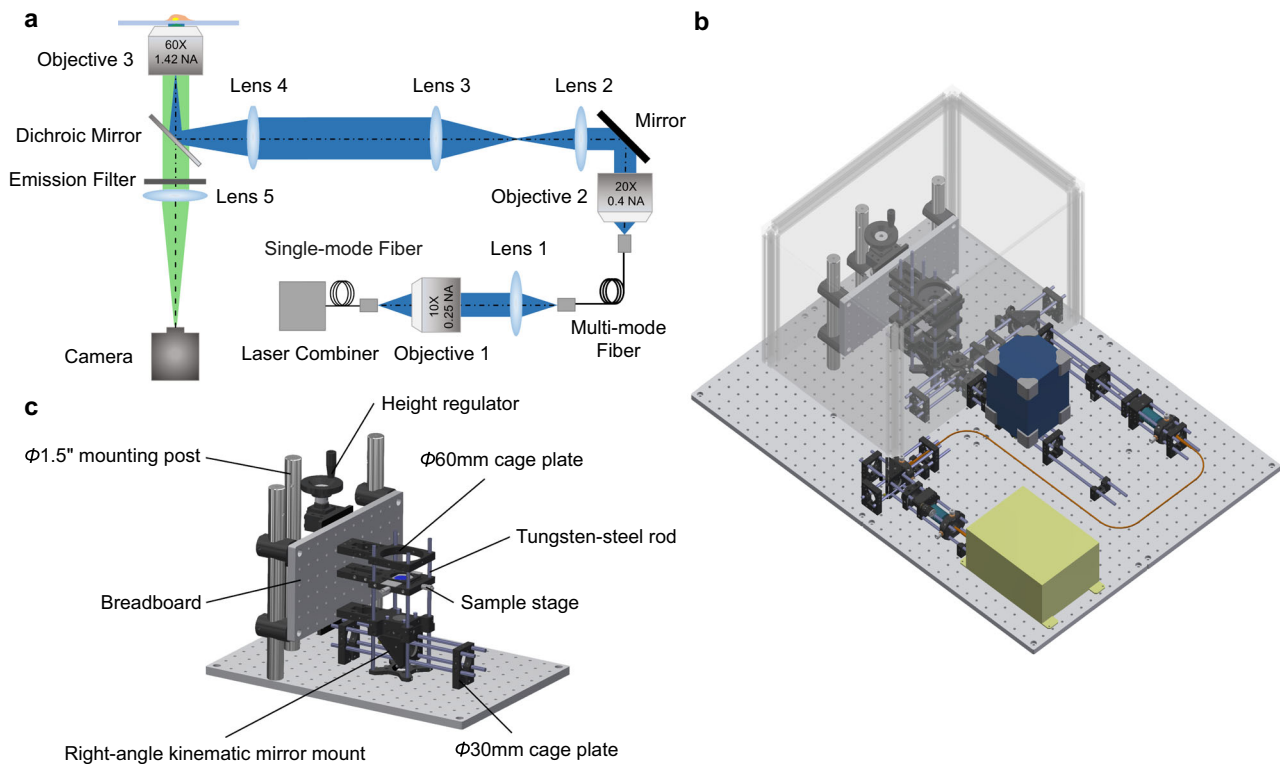 a
b
60X
1.42 NA
Objective 3
Lens 4
Lens 3
Lens 2
Mirror
Dichroic Mirror
Emission Filter
Lens 5
Objective 2
20X
0.4 NA
Single-mode Fiber
Lens 1
10X
0.25 NA
Multi-mode
Fiber
Camera
Laser Combiner
Objective 1
c
Height regulator
Φ1.5" mounting post
Φ60mm cage plate
Tungsten-steel rod
Breadboard
Sample stage
Right-angle kinematic mirror mount
Φ30mm cage plate